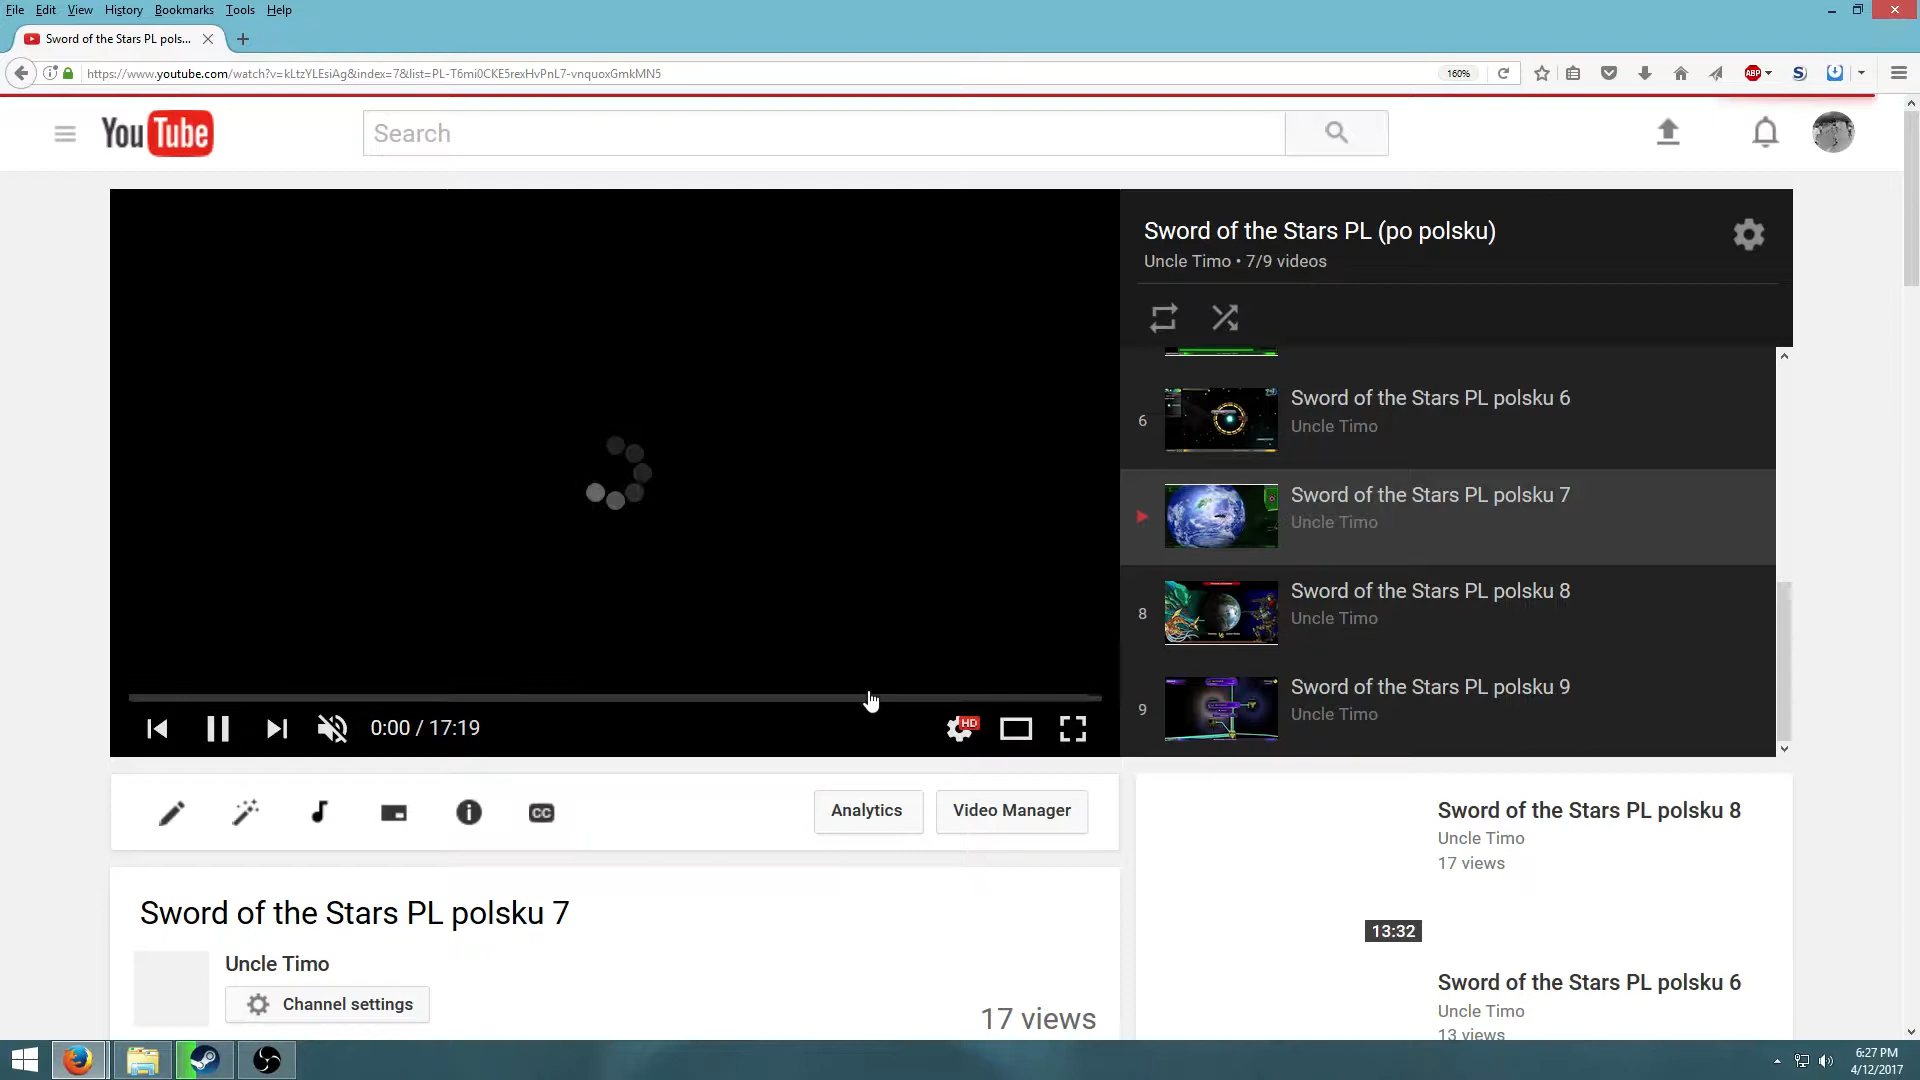 File Edit View History Bookmarks Tools Help
Sword of the Stars PL pols...
https://www.youtube.com/watch?v=kLtzYLEsiAg&index=7&list=PL-T6mi0CKE5rexHvPnL7-vnquoxGmkMN5
160%
ABP
S
YouTube
Search
Sword of the Stars PL (po polsku)
Uncle Timo • 7/9 videos
6
Sword of the Stars PL polsku 6
Uncle Timo
Sword of the Stars PL polsku 7
Uncle Timo
8
Sword of the Stars PL polsku 8
Uncle Timo
9
Sword of the Stars PL polsku 9
Uncle Timo
0:00 / 17:19
HD
CC
Analytics
Video Manager
Sword of the Stars PL polsku 7
Uncle Timo
Channel settings
17 views
Sword of the Stars PL polsku 8
Uncle Timo
17 views
13:32
Sword of the Stars PL polsku 6
Uncle Timo
13 views
6:27 PM
4/12/2017